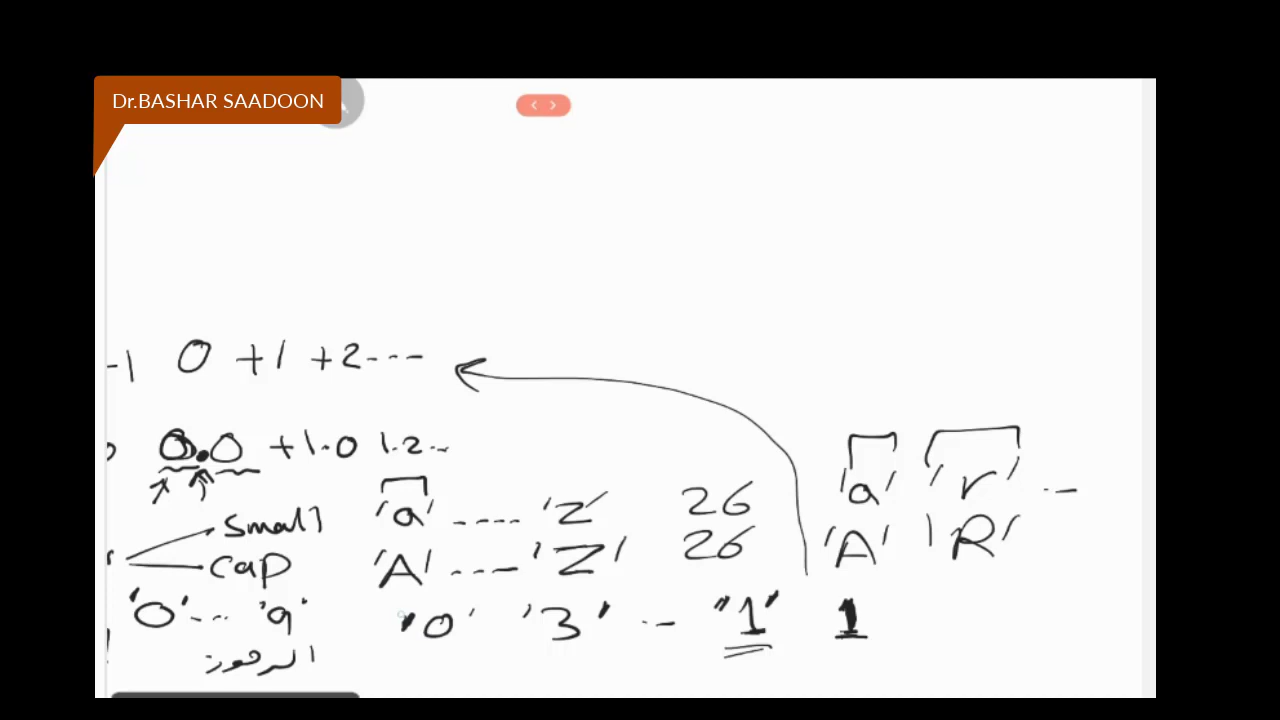 Dr.BASHAR SAADOON
-1 0 +1 +2----
0.0 +1.0 1.2--
'a' 'r' --
small 'a' ---- 'z' 26
cap 'A' ---- 'Z' 26 'A' 'R'
'0' --- '9' '0' '3' -- "1" 1
الرموز